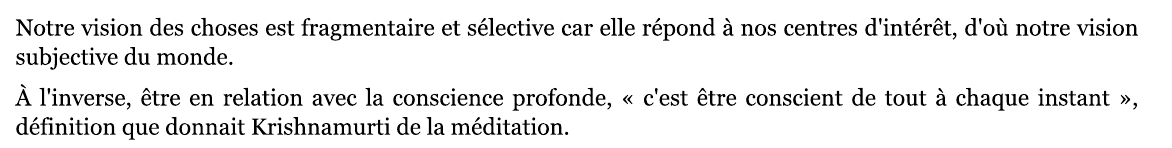 Notre vision des choses est fragmentaire et sélective car elle répond à nos centres d'intérêt, d'où notre vision
subjective du monde.
À l'inverse, être en relation avec la conscience profonde, « c'est être conscient de tout à chaque instant »,
définition que donnait Krishnamurti de la méditation.